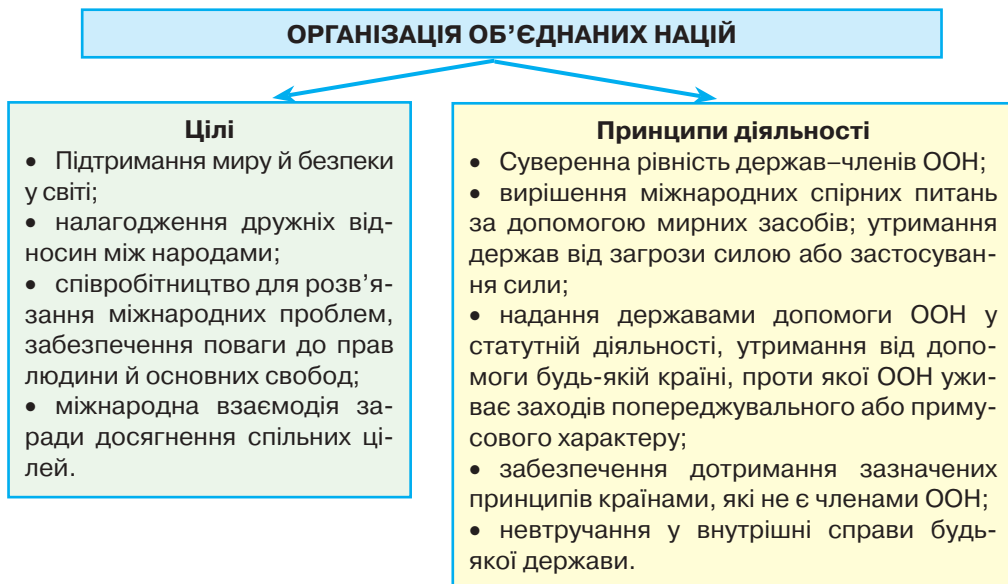 ОРГАНІЗАЦІЯ ОБ’ЄДНАНИХ НАЦІЙ
Цілі
• Підтримання миру й безпеки
у світі;
• налагодження дружніх від-
носин між народами;
• співробітництво для розв’я-
зання міжнародних проблем,
забезпечення поваги до прав
людини й основних свобод;
• міжнародна взаємодія за-
ради досягнення спільних ці-
лей.
Принципи діяльності
• Суверенна рівність держав–членів ООН;
• вирішення міжнародних спірних питань
за допомогою мирних засобів; утримання
держав від загрози силою або застосуван-
ня сили;
• надання державами допомоги ООН у
статутній діяльності, утримання від допо-
моги будь-якій країні, проти якої ООН ужи-
ває заходів попереджувального або приму-
сового характеру;
• забезпечення дотримання зазначених
принципів країнами, які не є членами ООН;
• невтручання у внутрішні справи будь-
якої держави.